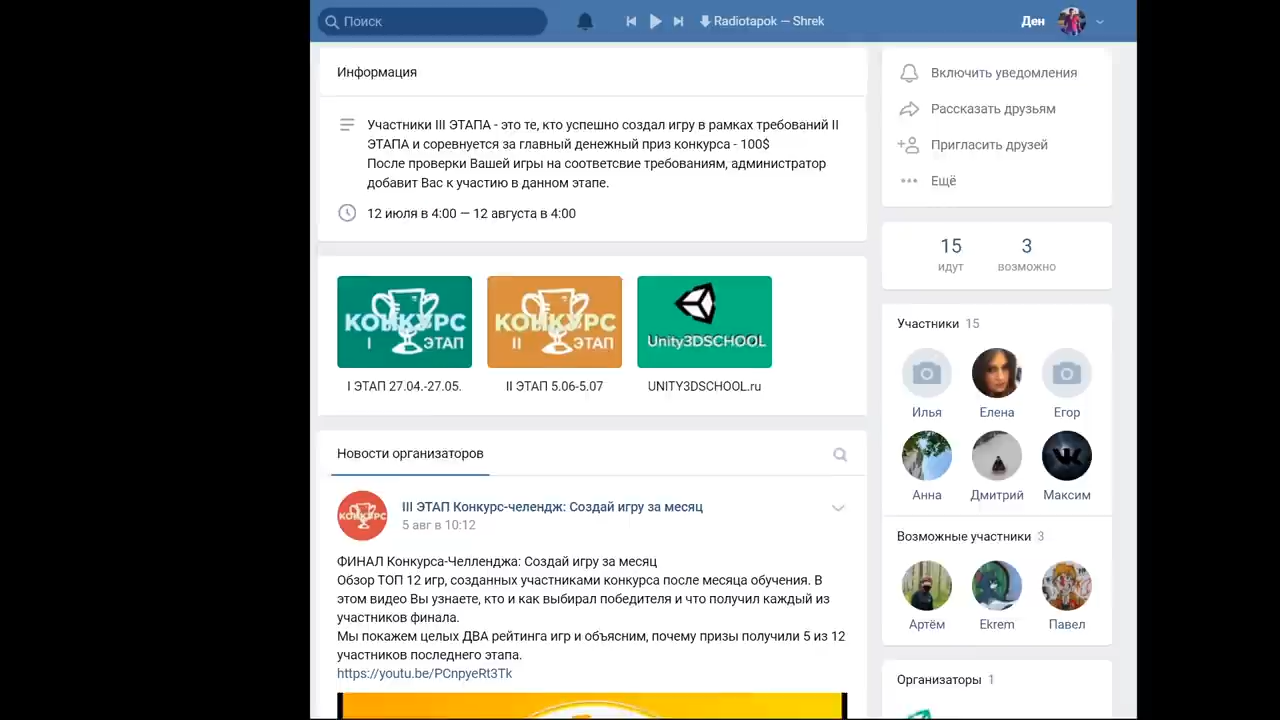 Поиск
Radiotapok — Shrek
Ден
Информация
Участники III ЭТАПА - это те, кто успешно создал игру в рамках требований II
ЭТАПА и соревнуется за главный денежный приз конкурса - 100$
После проверки Вашей игры на соответсвие требованиям, администратор
добавит Вас к участию в данном этапе.
12 июля в 4:00 — 12 августа в 4:00
КОНКУРС
I ЭТАП
КОНКУРС
II ЭТАП
Unity3DSCHOOL
I ЭТАП 27.04.-27.05.
II ЭТАП 5.06-5.07
UNITY3DSCHOOL.ru
Новости организаторов
КОНКУРС
III ЭТАП Конкурс-челендж: Создай игру за месяц
5 авг в 10:12
ФИНАЛ Конкурса-Челленджа: Создай игру за месяц
Обзор ТОП 12 игр, созданных участниками конкурса после месяца обучения. В
этом видео Вы узнаете, кто и как выбирал победителя и что получил каждый из
участников финала.
Мы покажем целых ДВА рейтинга игр и объясним, почему призы получили 5 из 12
участников последнего этапа.
https://youtu.be/PCnpyeRt3Tk
Включить уведомления
Рассказать друзьям
Пригласить друзей
Ещё
15 3
идут возможно
Участники 15
Илья Елена Егор
Анна Дмитрий Максим
Возможные участники 3
Артём Ekrem Павел
Организаторы 1